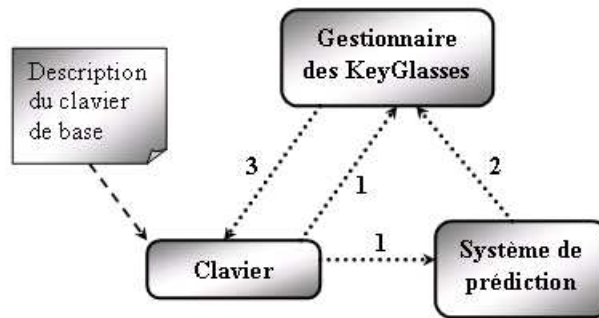 Gestionnaire
des KeyGlasses
Description
du clavier
de base
3
1
2
1
Clavier
Système de
prédiction